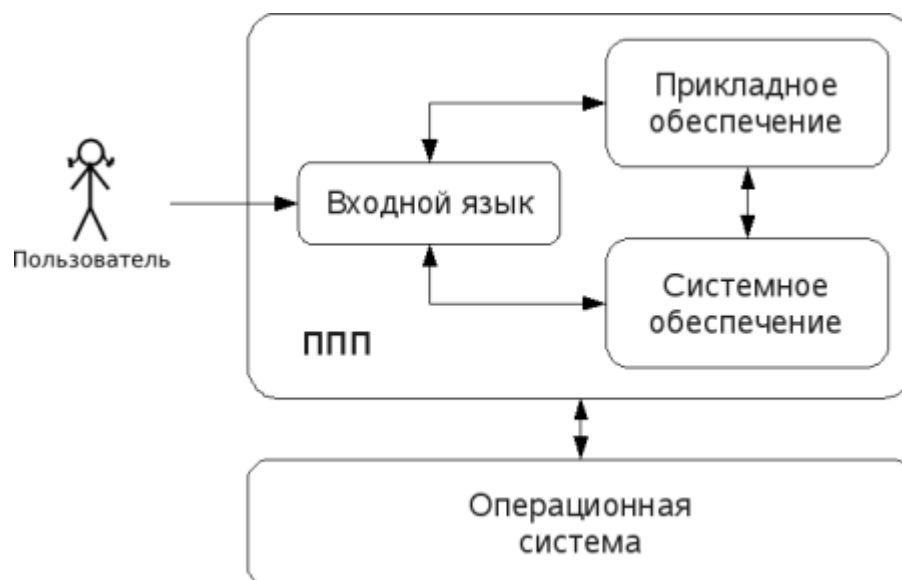 Прикладное
обеспечение
Входной язык
Пользователь
Системное
обеспечение
ППП
Операционная
система